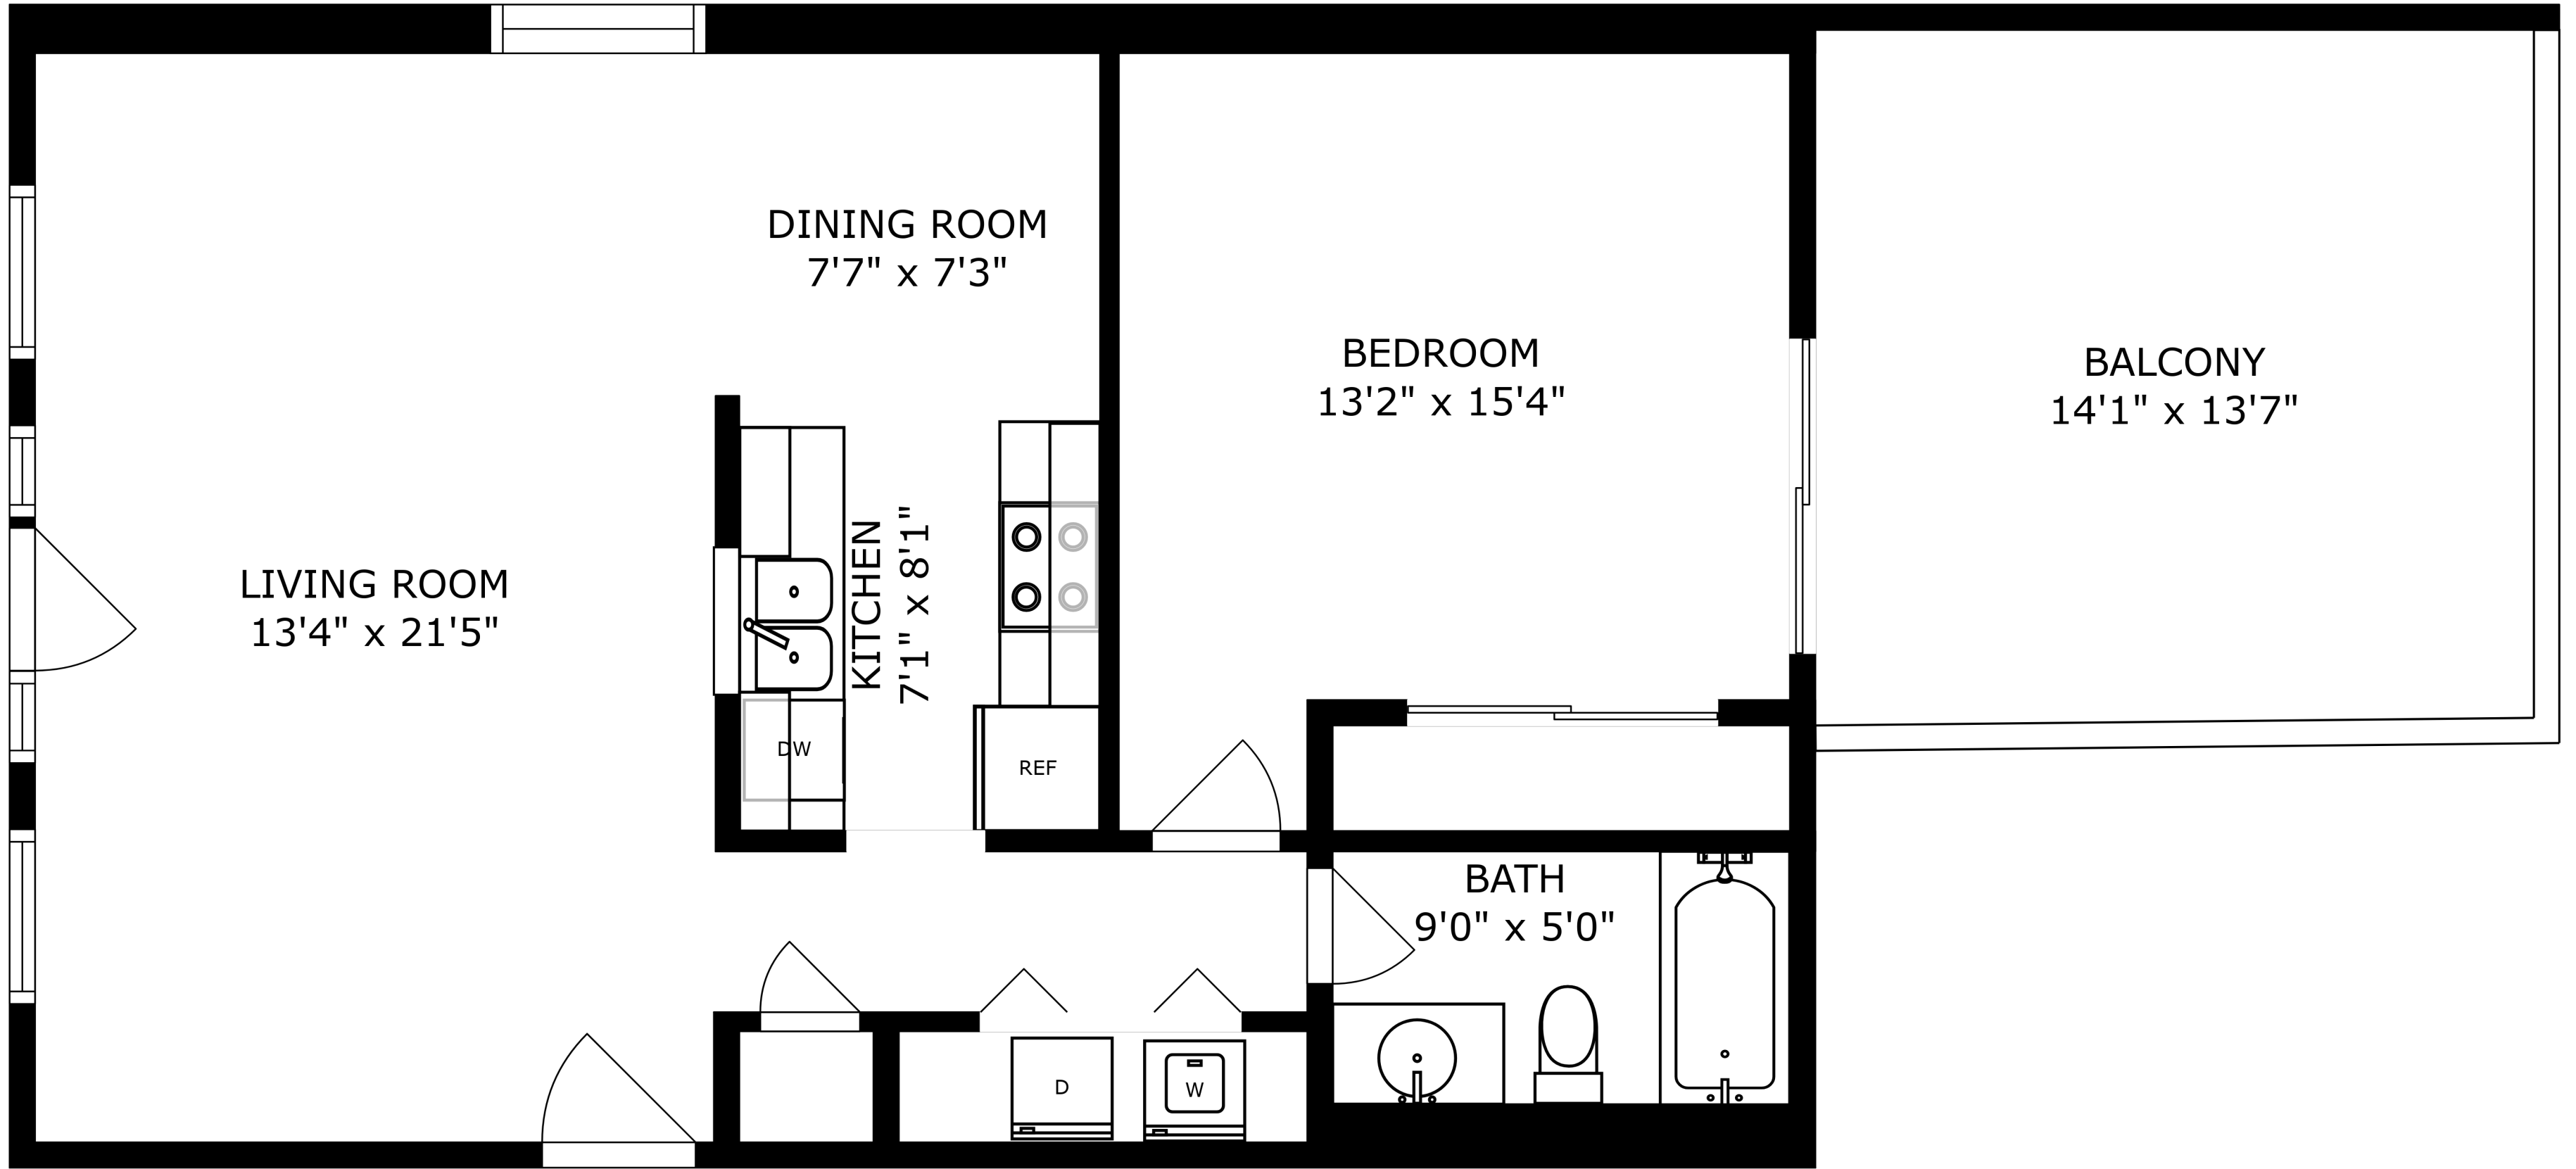 DINING ROOM
7'7" x 7'3"
BEDROOM
13'2" x 15'4"
BALCONY
14'1" x 13'7"
LIVING ROOM
13'4" x 21'5"
KITCHEN
7'1" x 8'1"
DW
REF
BATH
9'0" x 5'0"
D
W